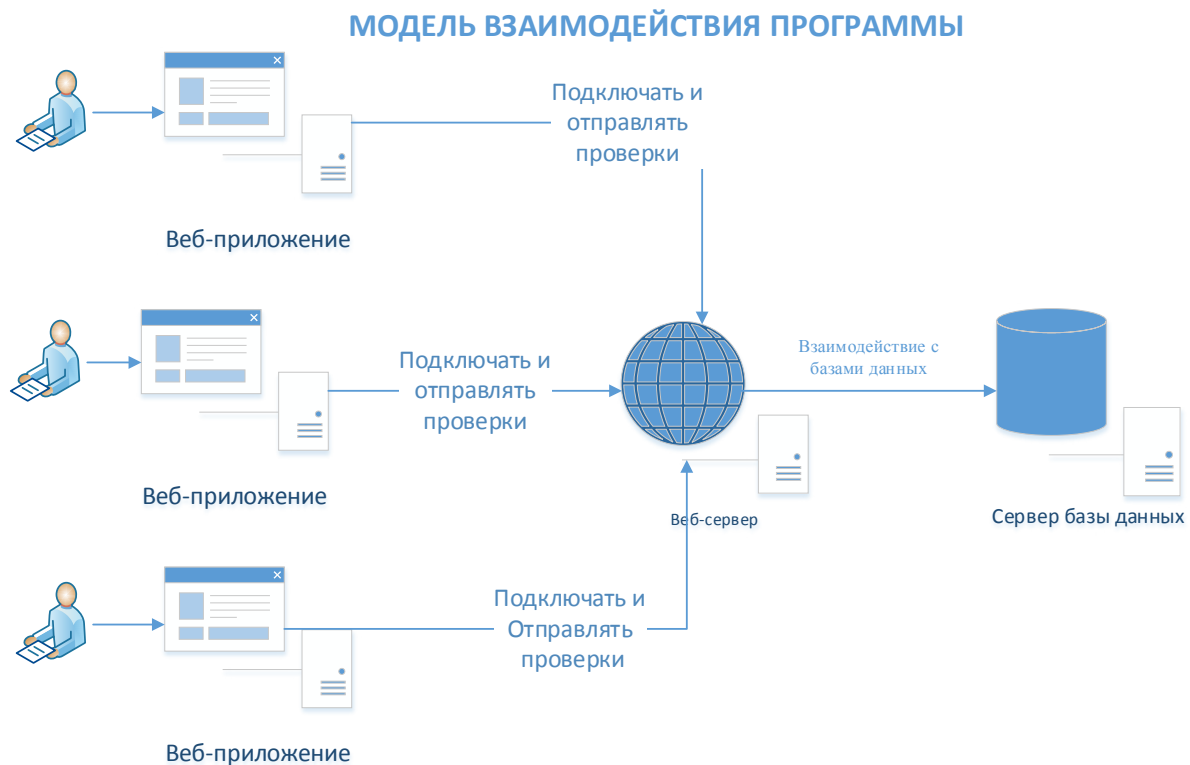 МОДЕЛЬ ВЗАИМОДЕЙСТВИЯ ПРОГРАММЫ
Подключать и
отправлять
проверки
Веб-приложение
Подключать и
отправлять
проверки
Взаимодействие с
базами данных
Веб-приложение
Веб-сервер
Сервер базы данных
Подключать и
Отправлять
проверки
Веб-приложение